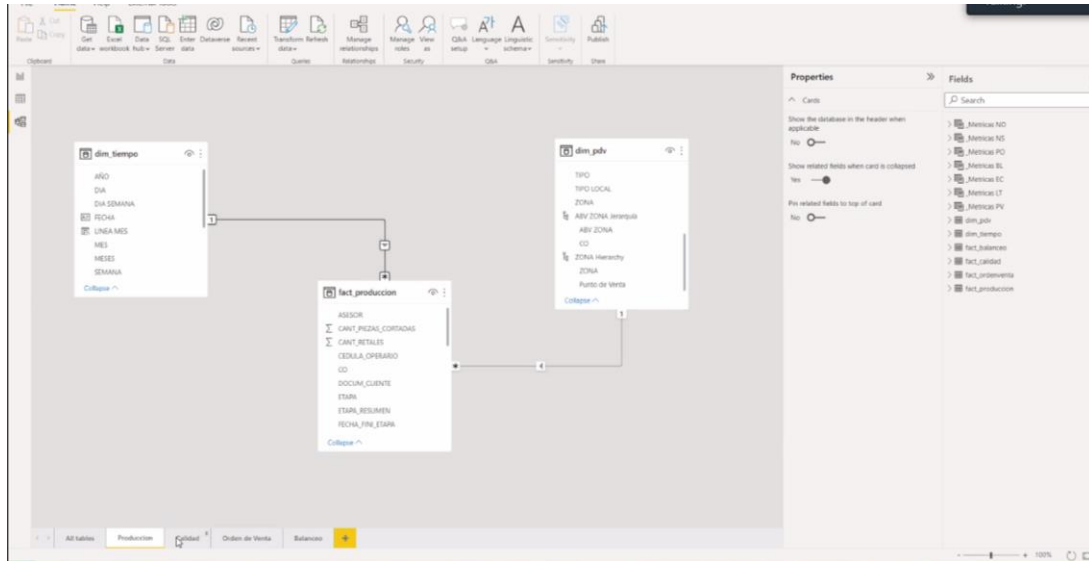 Paste
Cut
Copy
Get data
Excel workbook
Data hub
SQL Server
Enter data
Dataverse
Recent sources
Transform data
Refresh
Manage relationships
Manage roles
View as
Q&A setup
Language
Linguistic schema
Sensitivity
Publish
Clipboard
Data
Queries
Relationships
Security
Q&A
Sensitivity
Share
dim_tiempo
AÑO
DIA
DIA SEMANA
FECHA
LINEA MES
MES
MESES
SEMANA
Collapse
1
dim_pdv
TIPO
TIPO LOCAL
ZONA
ABV ZONA Jerarquía
ABV ZONA
CO
ZONA Hierarchy
ZONA
Punto de Venta
Collapse
1
fact_produccion
ASESOR
CANT_PIEZAS_CORTADAS
CANT_RETALES
CEDULA_OPERARIO
CO
DOCUM_CLIENTE
ETAPA
ETAPA_RESUMEN
FECHA_FINI_ETAPA
Collapse
Properties
Cards
Show the database in the header when
applicable
No
Show related fields when card is collapsed
Yes
Pin related fields to top of card
No
Fields
Search
_Metricas NO
_Metricas NS
_Metricas PO
_Metricas BL
_Metricas EC
_Metricas LT
_Metricas PV
dim_pdv
dim_tiempo
fact_balanceo
fact_calidad
fact_ordenventa
fact_produccion
All tables
Produccion
Calidad
Orden de Venta
Balanceo
+
- + 100%